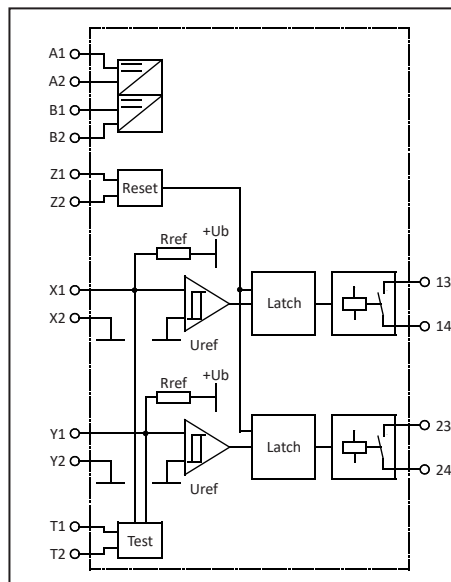 A1
A2
B1
B2
Z1
Z2
Reset
Rref
+Ub
X1
X2
Uref
Latch
13
14
Rref
+Ub
Y1
Y2
Uref
Latch
23
24
T1
T2
Test